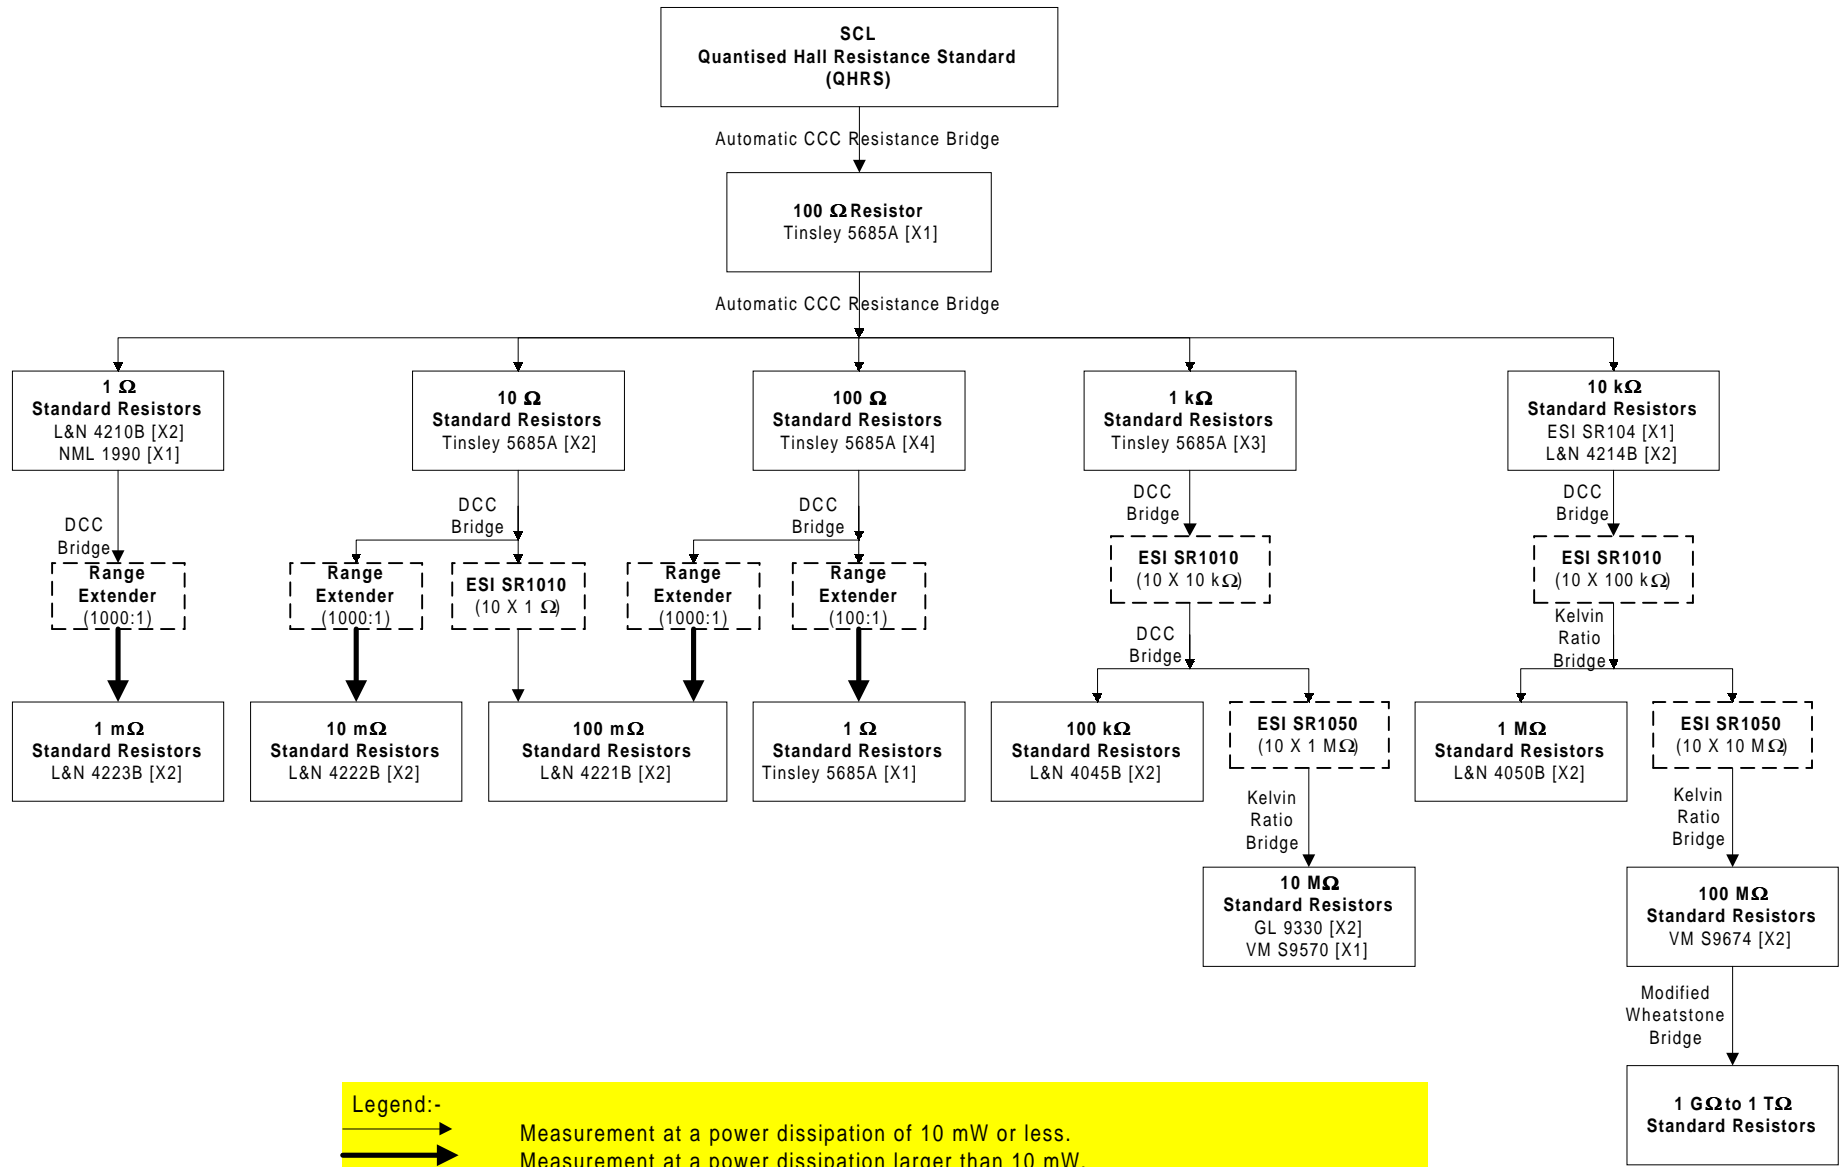 SCL
Quantised Hall Resistance Standard
(QHRS)
Automatic CCC Resistance Bridge
100 Ω Resistor
Tinsley 5685A [X1]
Automatic CCC Resistance Bridge
1 Ω
Standard Resistors
L&N 4210B [X2]
NML 1990 [X1]
10 Ω
Standard Resistors
Tinsley 5685A [X2]
100 Ω
Standard Resistors
Tinsley 5685A [X4]
1 kΩ
Standard Resistors
Tinsley 5685A [X3]
10 kΩ
Standard Resistors
ESI SR104 [X1]
L&N 4214B [X2]
DCC
Bridge
DCC
Bridge
DCC
Bridge
DCC
Bridge
DCC
Bridge
Range
Extender
(1000:1)
Range
Extender
(1000:1)
ESI SR1010
(10 X 1 Ω)
Range
Extender
(1000:1)
Range
Extender
(100:1)
ESI SR1010
(10 X 10 kΩ)
ESI SR1010
(10 X 100 kΩ)
DCC
Bridge
Kelvin
Ratio
Bridge
1 mΩ
Standard Resistors
L&N 4223B [X2]
10 mΩ
Standard Resistors
L&N 4222B [X2]
100 mΩ
Standard Resistors
L&N 4221B [X2]
1 Ω
Standard Resistors
Tinsley 5685A [X1]
100 kΩ
Standard Resistors
L&N 4045B [X2]
ESI SR1050
(10 X 1 MΩ)
1 MΩ
Standard Resistors
L&N 4050B [X2]
ESI SR1050
(10 X 10 MΩ)
Kelvin
Ratio
Bridge
Kelvin
Ratio
Bridge
10 MΩ
Standard Resistors
GL 9330 [X2]
VM S9570 [X1]
100 MΩ
Standard Resistors
VM S9674 [X2]
Modified
Wheatstone
Bridge
1 GΩ to 1 TΩ
Standard Resistors
Legend:-
Measurement at a power dissipation of 10 mW or less.
Measurement at a power dissipation larger than 10 mW.